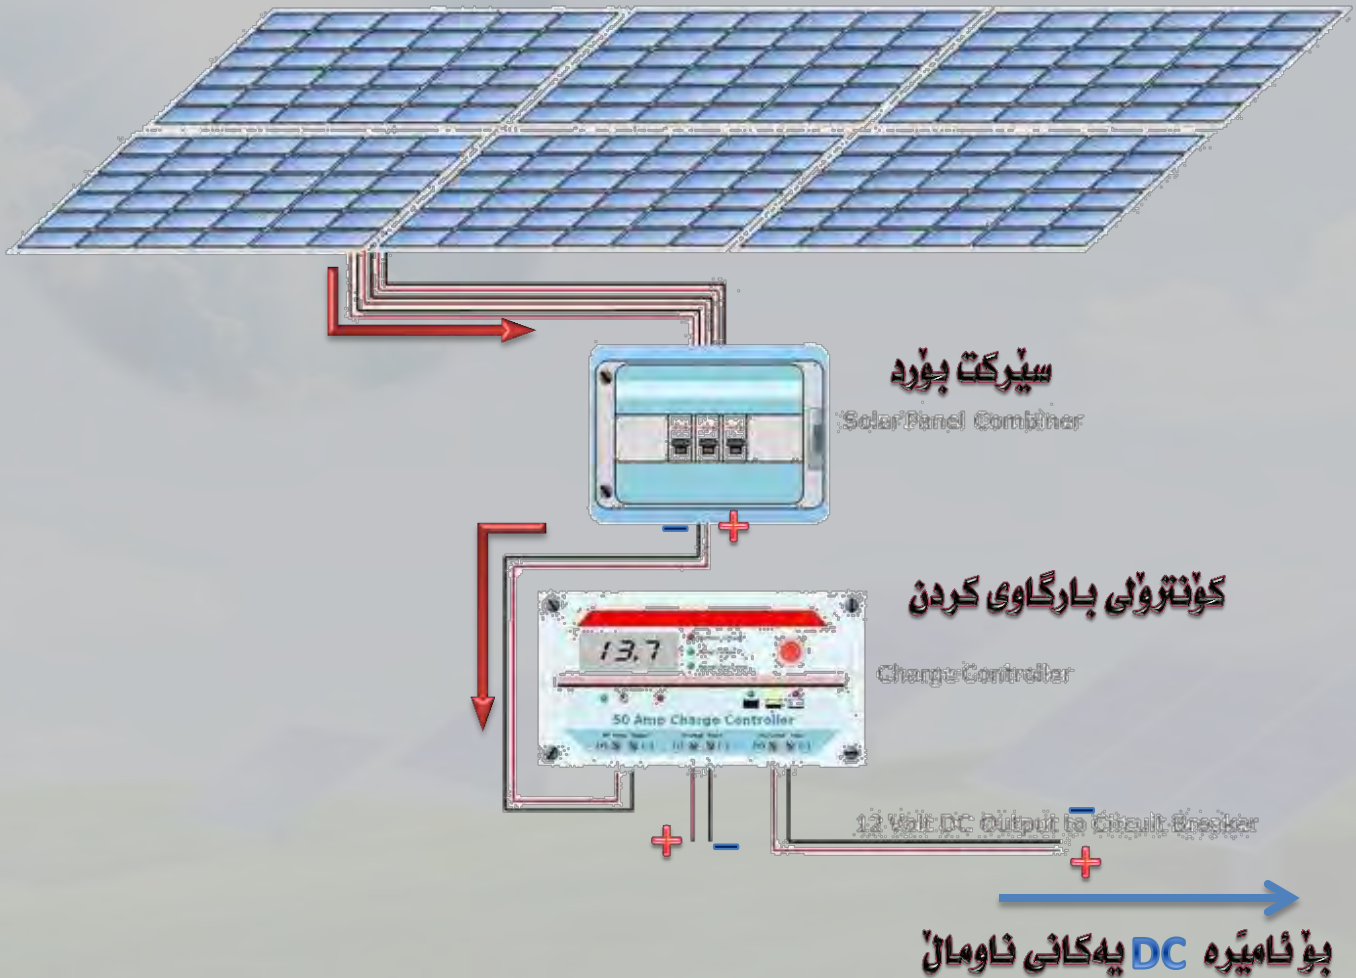 سێرکت بۆرد
Solar Panel Combiner
کۆنترۆڵی بارگاوی کردن
Charge Controller
13.7
50 Amp Charge Controller
12 Volt DC Output to Circuit Breaker
بۆ ئامێرە DC یەکانی ناوماڵ